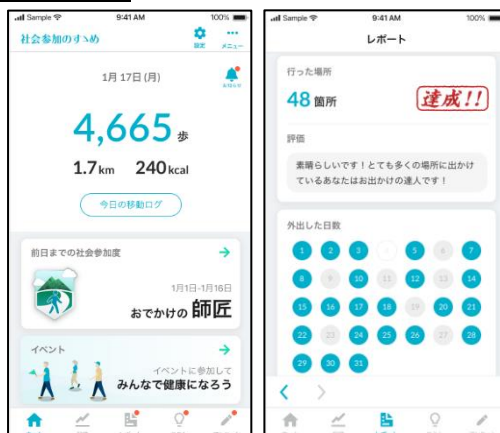 Sample 9:41 AM 100%
社会参加のすゝめ
設定 メニュー
1月17日(月)
お知らせ
4,665 歩
1.7 km 240 kcal
今日の移動ログ
前日までの社会参加度
1月1日-1月16日
おでかけの 師匠
イベント
イベントに参加して
みんなで健康になろう
Sample 9:41 AM 100%
レポート
行った場所
48 箇所
達成!!
評価
素晴らしいです!とても多くの場所に出かけ
ているあなたはお出かけの達人です!
外出した日数
1 2 3 4 5 6 7
8 9 10 11 12 13 14
15 16 17 18 19 20 21
22 23 24 25 26 27 28
29 30 31